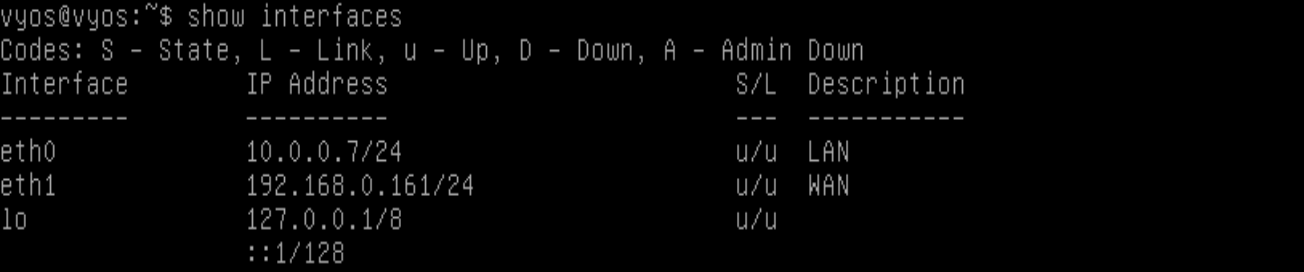 vyos@vyos:~$ show interfaces
Codes: S - State, L - Link, u - Up, D - Down, A - Admin Down
Interface        IP Address                        S/L  Description
---------        ----------                        ---  -----------
eth0             10.0.0.7/24                       u/u  LAN
eth1             192.168.0.161/24                  u/u  WAN
lo               127.0.0.1/8                       u/u
                 ::1/128